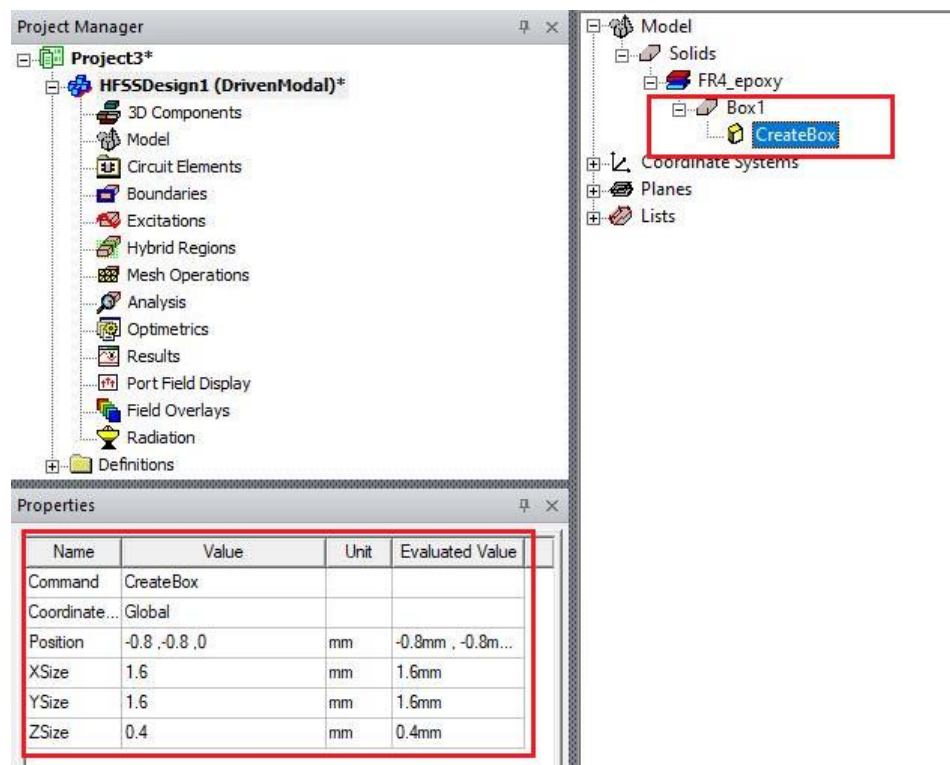 Project Manager
Project3*
HFSSDesign1 (DrivenModal)*
3D Components
Model
Circuit Elements
Boundaries
Excitations
Hybrid Regions
Mesh Operations
Analysis
Optimetrics
Results
Port Field Display
Field Overlays
Radiation
Definitions
Model
Solids
FR4_epoxy
Box1
CreateBox
Coordinate Systems
Planes
Lists
Properties
Name Value Unit Evaluated Value
Command CreateBox
Coordinate... Global
Position -0.8 ,-0.8 ,0 mm -0.8mm , -0.8m...
XSize 1.6 mm 1.6mm
YSize 1.6 mm 1.6mm
ZSize 0.4 mm 0.4mm